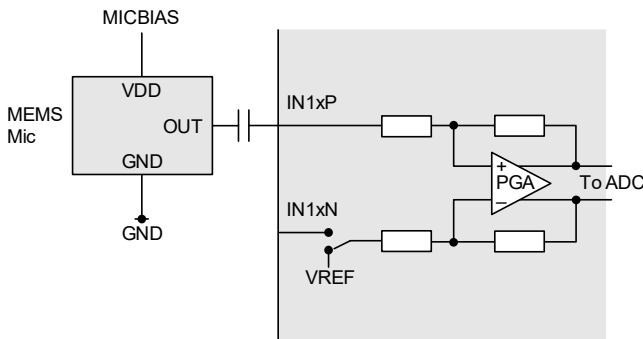 MICBIAS
VDD
MEMS
Mic
OUT
GND
GND
IN1xP
+
PGA
−
To ADC
IN1xN
VREF